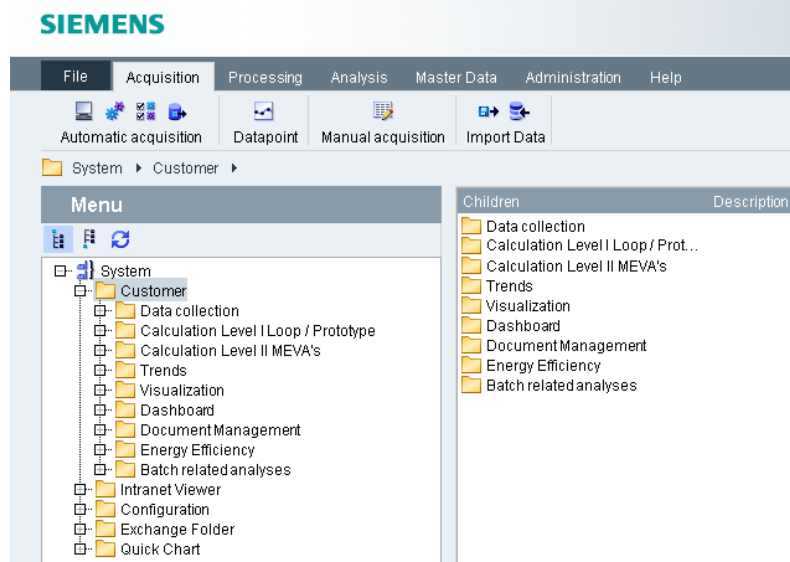 SIEMENS
File Acquisition Processing Analysis Master Data Administration Help
Automatic acquisition Datapoint Manual acquisition Import Data
System Customer
Menu
System
Customer
Data collection
Calculation Level I Loop / Prototype
Calculation Level II MEVA's
Trends
Visualization
Dashboard
Document Management
Energy Efficiency
Batch related analyses
Intranet Viewer
Configuration
Exchange Folder
Quick Chart
Children Description
Data collection
Calculation Level I Loop / Prot...
Calculation Level II MEVA's
Trends
Visualization
Dashboard
Document Management
Energy Efficiency
Batch related analyses